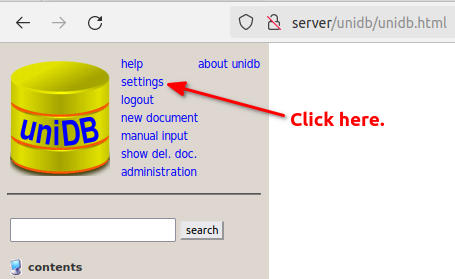 server/unidb/unidb.html
help about unidb
settings
logout
new document
manual input
show del. doc.
administration
uniDB
Click here.
search
contents